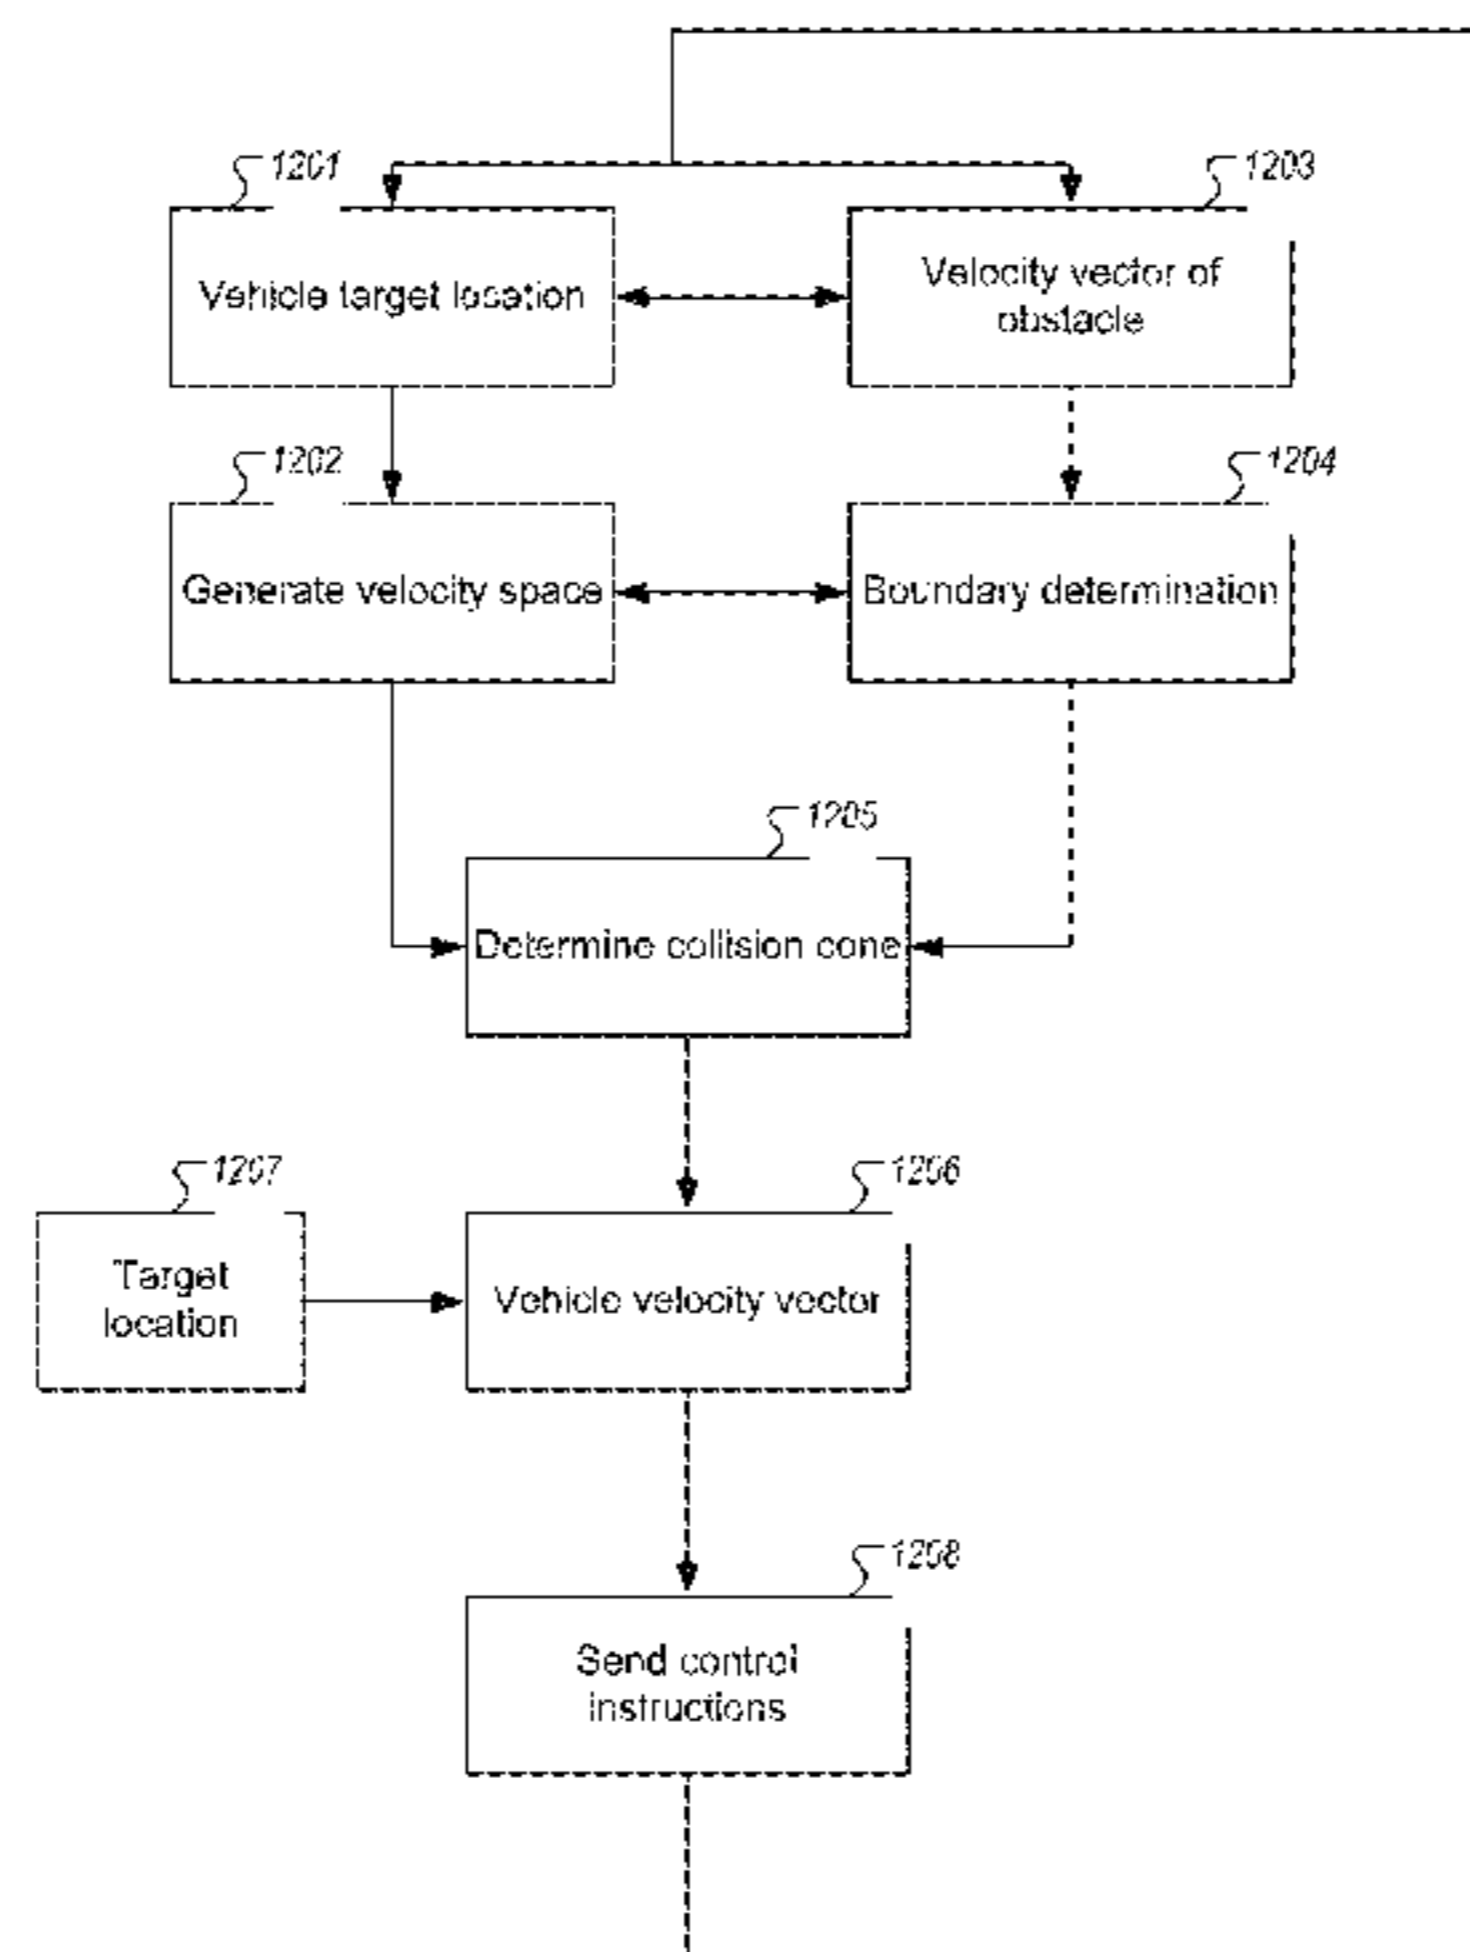 1201
1203
Vehicle target location
Velocity vector of
obstacle
1202
1204
Generate velocity space
Boundary determination
1205
Determine collision cone
1207
1206
Target
location
Vehicle velocity vector
1208
Send control
instructions